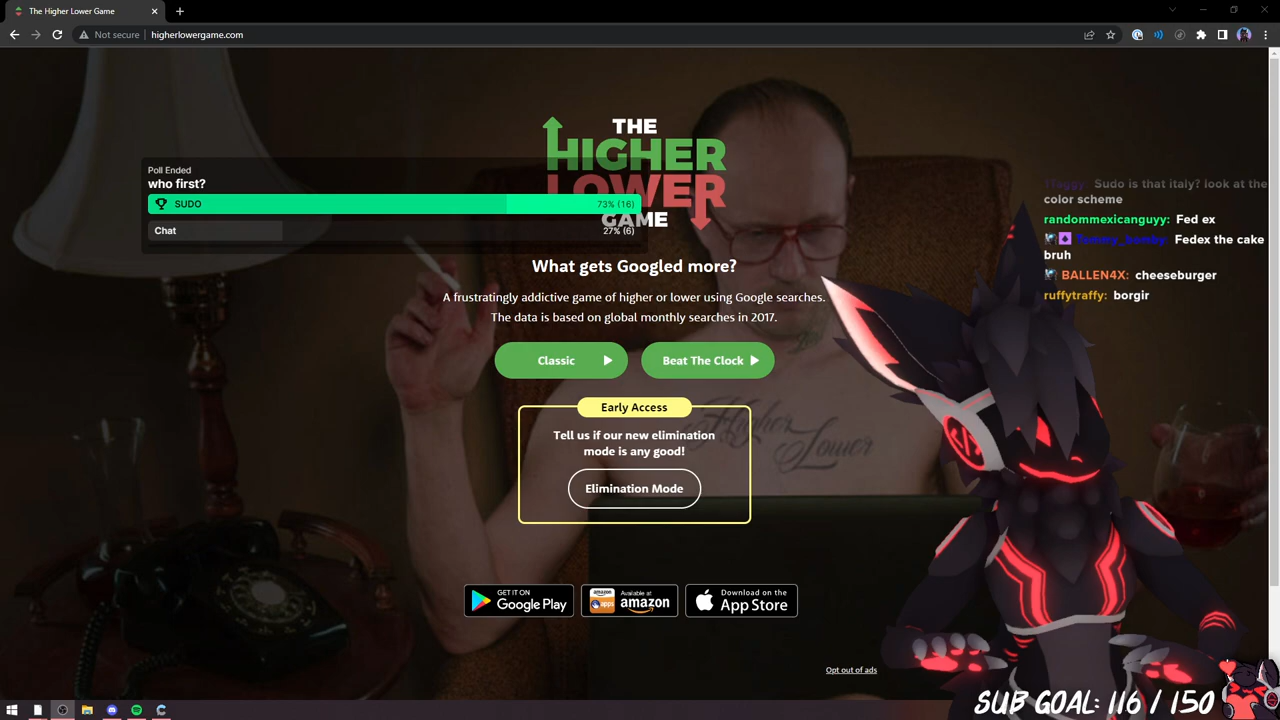 The Higher Lower Game
Not secure
higherlowergame.com
THE
HIGHER
LOWER
GAME
Poll Ended
who first?
SUDO
73% (16)
Chat
27% (6)
What gets Googled more?
A frustratingly addictive game of higher or lower using Google searches.
The data is based on global monthly searches in 2017.
Classic
Beat The Clock
Early Access
Tell us if our new elimination
mode is any good!
Elimination Mode
Higher
Lower
GET IT ON
Google Play
amazon
apps
Available at
amazon
Download on the
App Store
Opt out of ads
Sudo is that italy? look at the
color scheme
randommexicanguyy: Fed ex
Fedex the cake
bruh
BALLEN4X: cheeseburger
ruffytraffy: borgir
SUB GOAL: 116 / 150